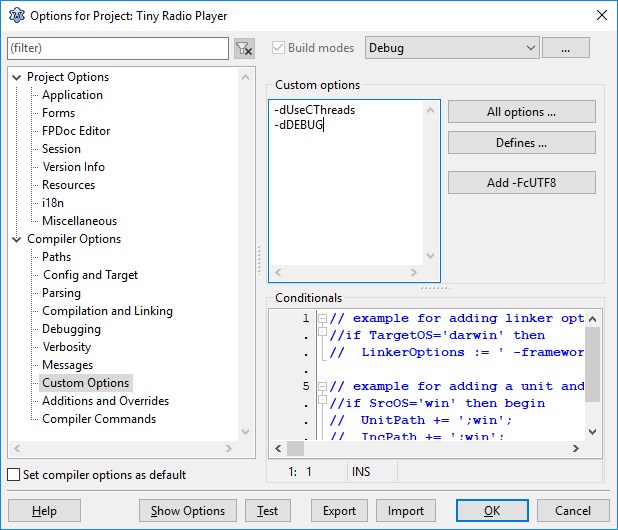 Options for Project: Tiny Radio Player
(filter)
Build modes
Debug
...
Project Options
Application
Forms
FPDoc Editor
Session
Version Info
Resources
i18n
Miscellaneous
Compiler Options
Paths
Config and Target
Parsing
Compilation and Linking
Debugging
Verbosity
Messages
Custom Options
Additions and Overrides
Compiler Commands
Set compiler options as default
Custom options
-dUseCThreads
-dDEBUG
All options ...
Defines ...
Add -FcUTF8
Conditionals
1 // example for adding linker opt
. //if TargetOS='darwin' then
. //  LinkerOptions := ' -framewor
.
5 // example for adding a unit and
. //if SrcOS='win' then begin
. //  UnitPath += ';win';
. //  IncPath += ';win';
1: 1 INS
Help
Show Options
Test
Export
Import
OK
Cancel